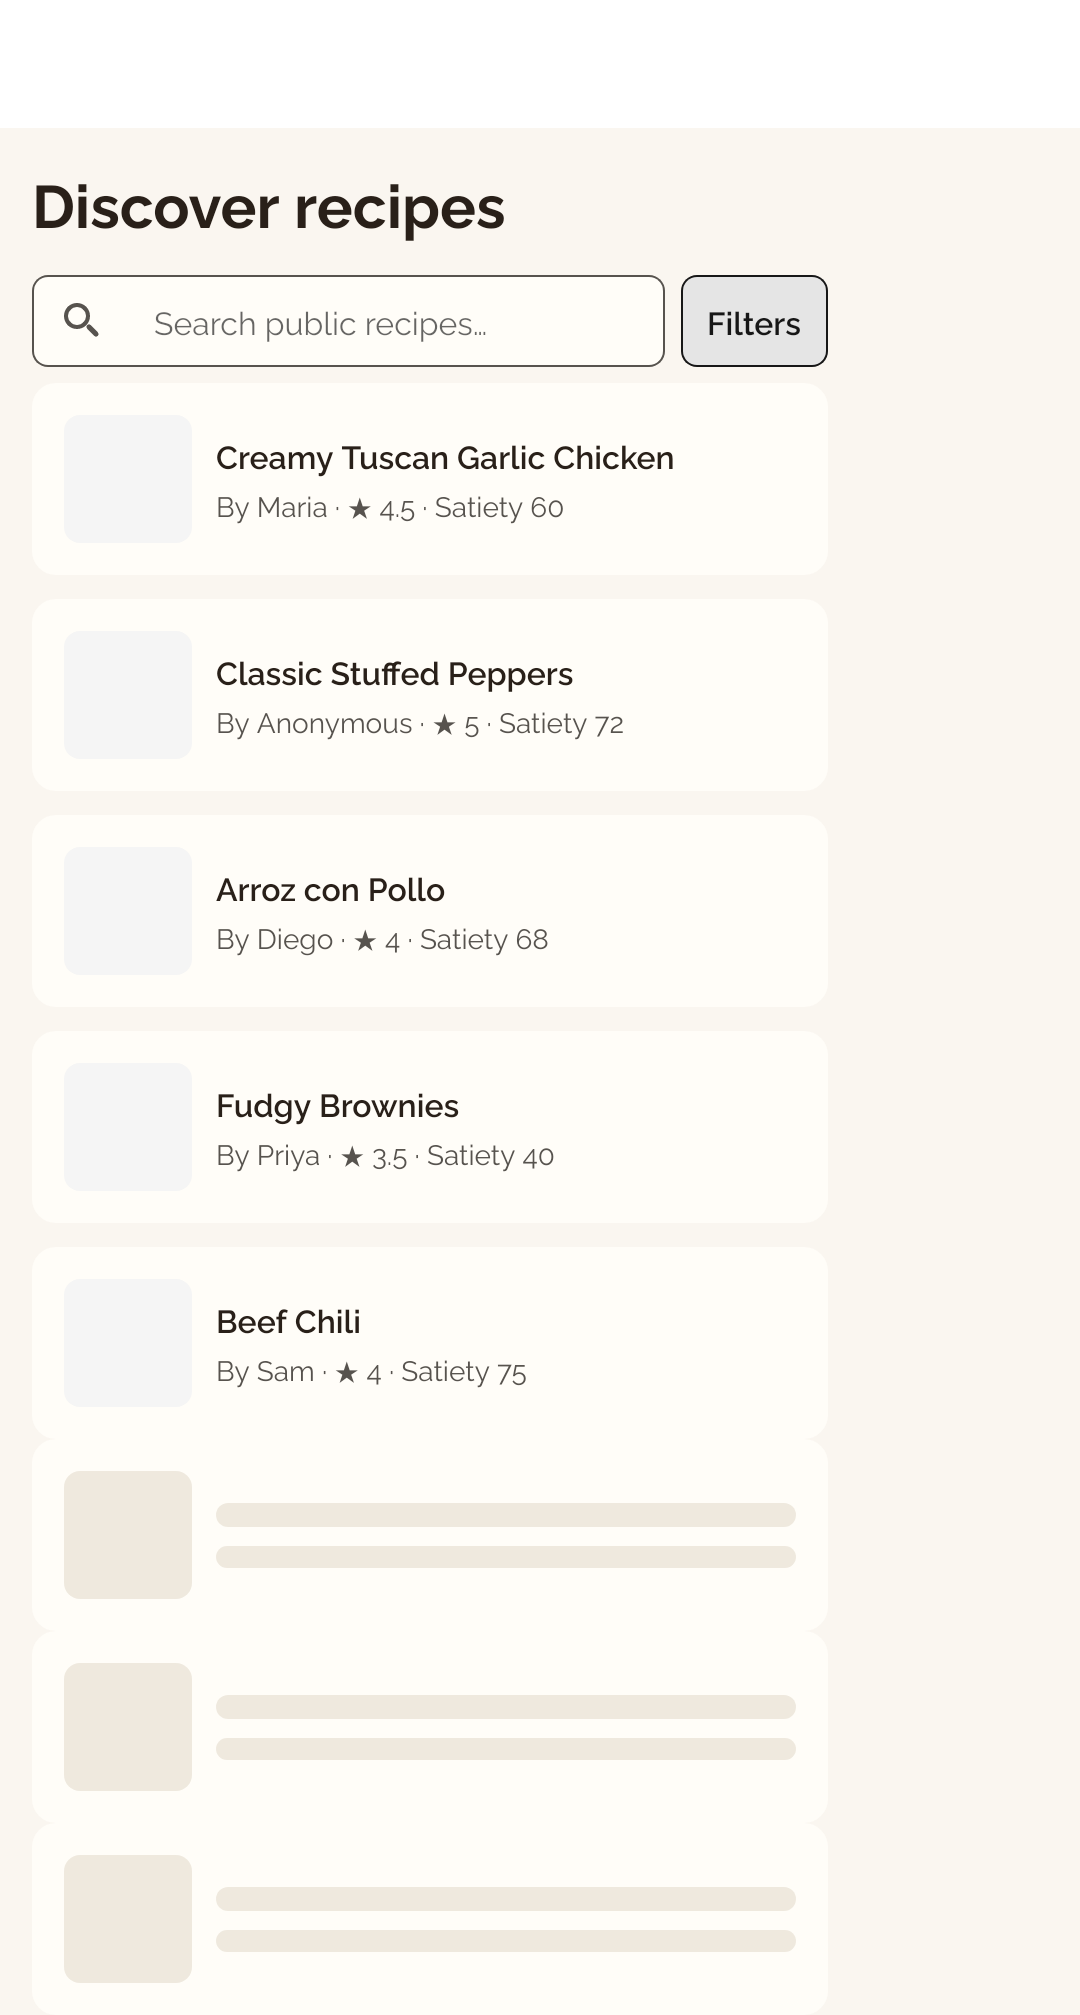 Discover recipes
Search public recipes...
Filters
Creamy Tuscan Garlic Chicken
By Maria · ★ 4.5 · Satiety 60
Classic Stuffed Peppers
By Anonymous · ★ 5 · Satiety 72
Arroz con Pollo
By Diego · ★ 4 · Satiety 68
Fudgy Brownies
By Priya · ★ 3.5 · Satiety 40
Beef Chili
By Sam · ★ 4 · Satiety 75